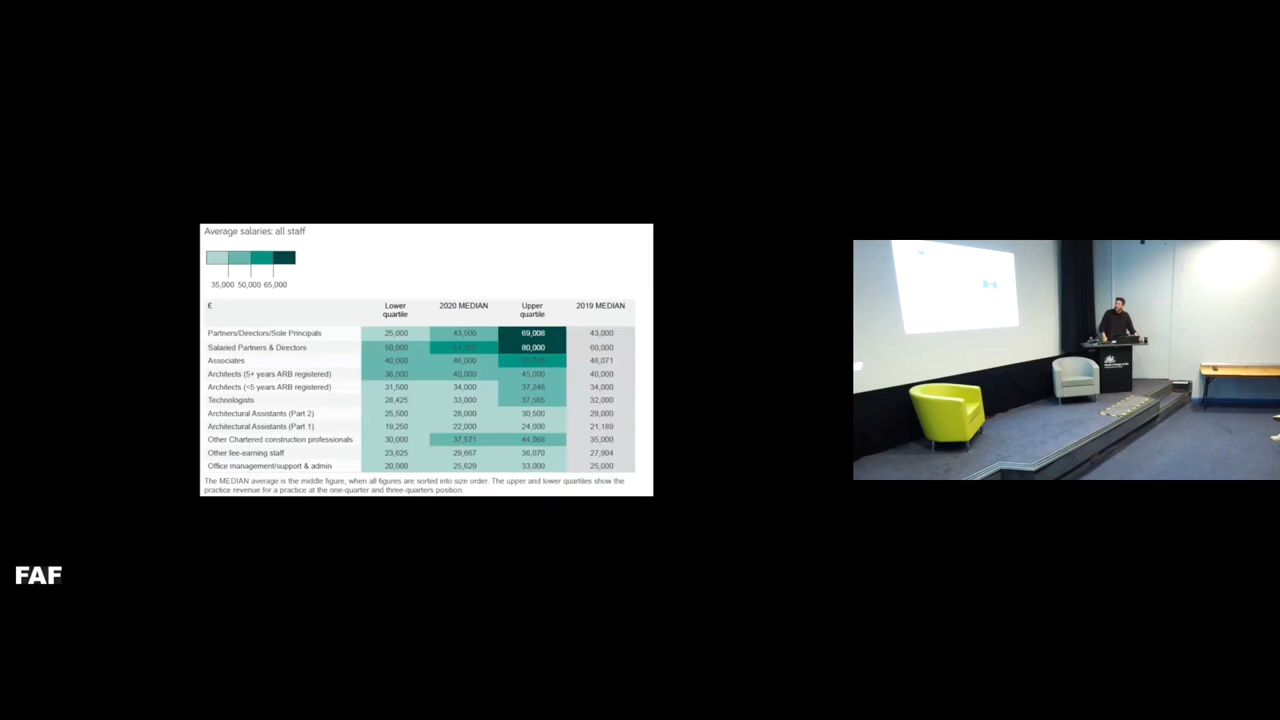 Average salaries: all staff
35,000 50,000 65,000
£ Lower quartile 2020 MEDIAN Upper quartile 2019 MEDIAN
Partners/Directors/Sole Principals 25,000 43,500 69,008 43,000
Salaried Partners & Directors 50,000 80,000 60,000
Associates 40,000 46,000 46,071
Architects (5+ years ARB registered) 36,000 40,000 45,000 40,000
Architects (<5 years ARB registered) 31,500 34,000 37,248 34,000
Technologists 28,425 33,000 37,565 32,000
Architectural Assistants (Part 2) 25,500 28,000 30,500 28,000
Architectural Assistants (Part 1) 19,250 22,000 24,000 21,189
Other Chartered construction professionals 30,000 37,571 44,068 35,000
Other fee-earning staff 23,625 29,667 36,070 27,904
Office management/support & admin 20,000 25,629 33,000 25,000
The MEDIAN average is the middle figure, when all figures are sorted into size order. The upper and lower quartiles show the
practice revenue for a practice at the one-quarter and three-quarters position.
FAF